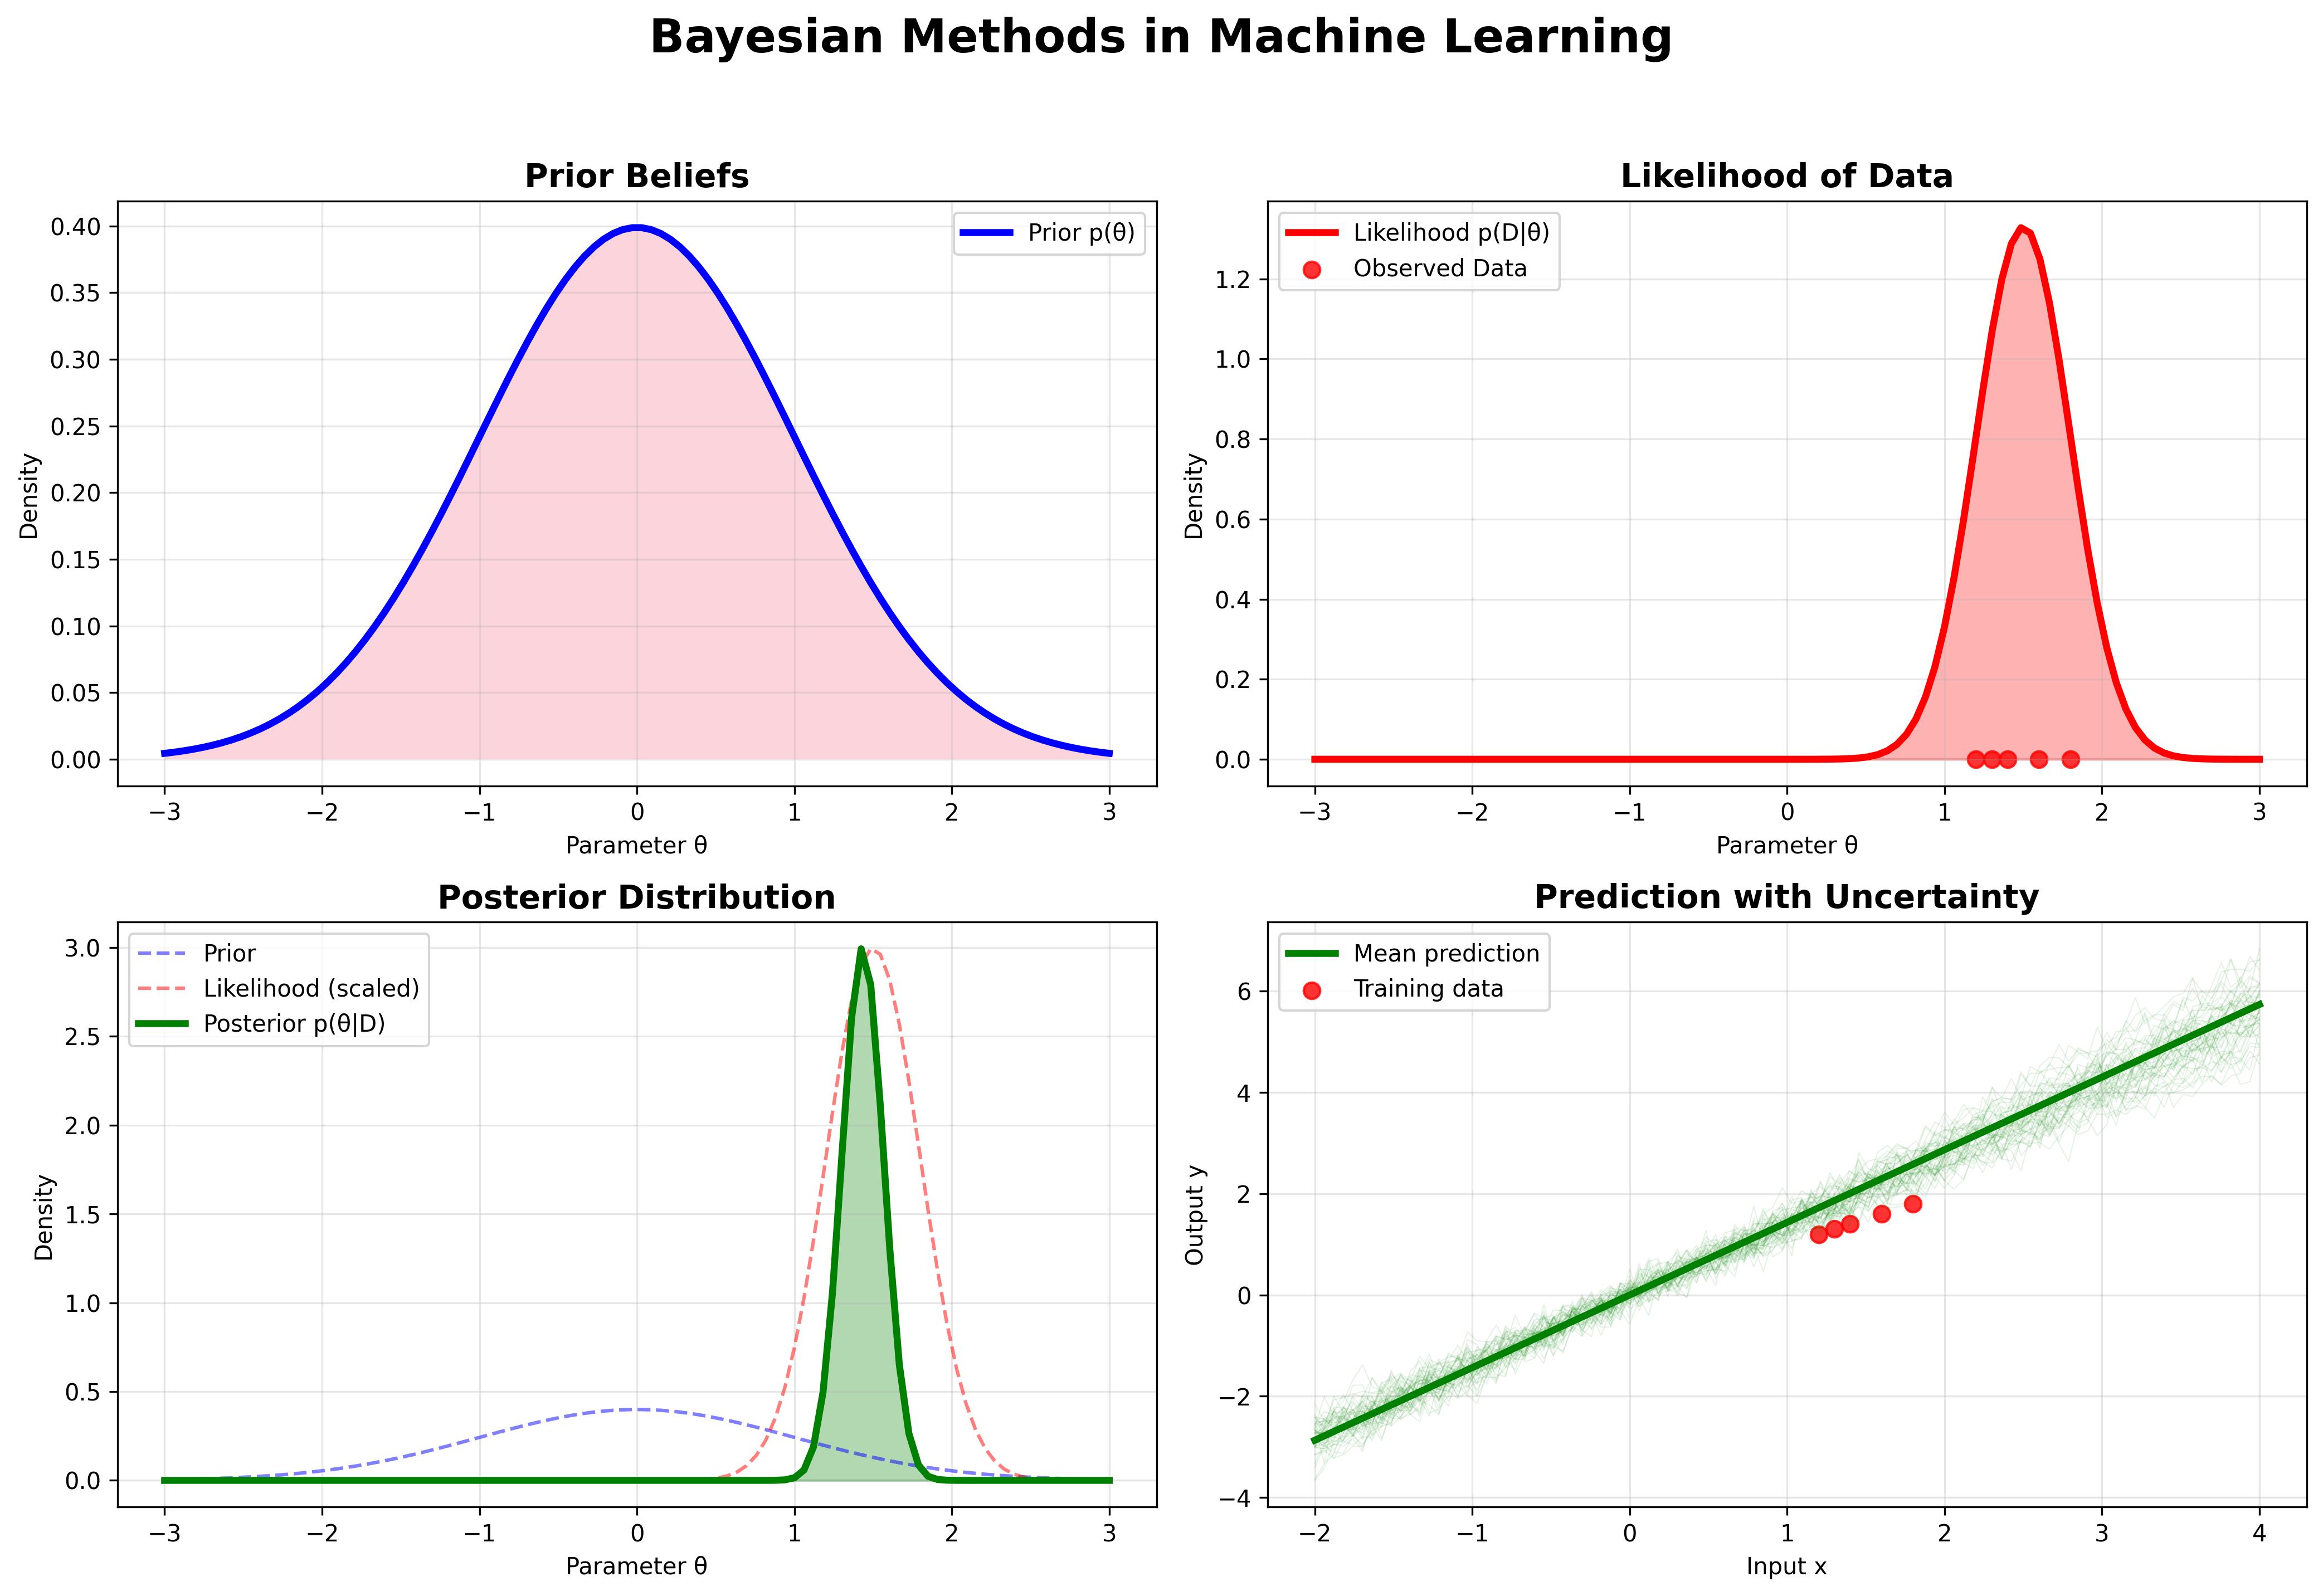 Bayesian Methods in Machine Learning
Prior Beliefs
Prior p(θ)
Density
0.40
0.35
0.30
0.25
0.20
0.15
0.10
0.05
0.00
−3 −2 −1 0 1 2 3
Parameter θ
Likelihood of Data
Likelihood p(D|θ)
Observed Data
Density
1.2
1.0
0.8
0.6
0.4
0.2
0.0
−3 −2 −1 0 1 2 3
Parameter θ
Posterior Distribution
Prior
Likelihood (scaled)
Posterior p(θ|D)
Density
3.0
2.5
2.0
1.5
1.0
0.5
0.0
−3 −2 −1 0 1 2 3
Parameter θ
Prediction with Uncertainty
Mean prediction
Training data
Output y
6
4
2
0
−2
−4
−2 −1 0 1 2 3 4
Input x